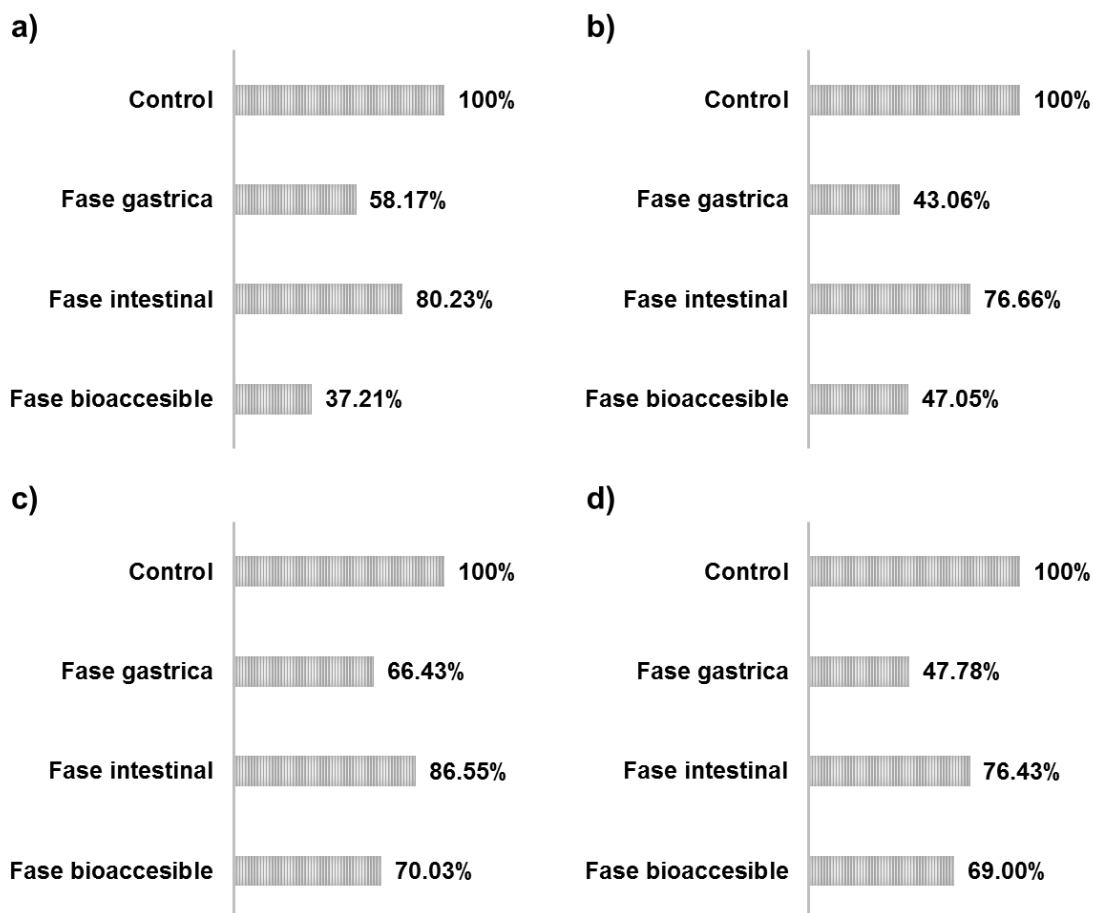 a)
Control 100%
Fase gastrica 58.17%
Fase intestinal 80.23%
Fase bioaccesible 37.21%
b)
Control 100%
Fase gastrica 43.06%
Fase intestinal 76.66%
Fase bioaccesible 47.05%
c)
Control 100%
Fase gastrica 66.43%
Fase intestinal 86.55%
Fase bioaccesible 70.03%
d)
Control 100%
Fase gastrica 47.78%
Fase intestinal 76.43%
Fase bioaccesible 69.00%